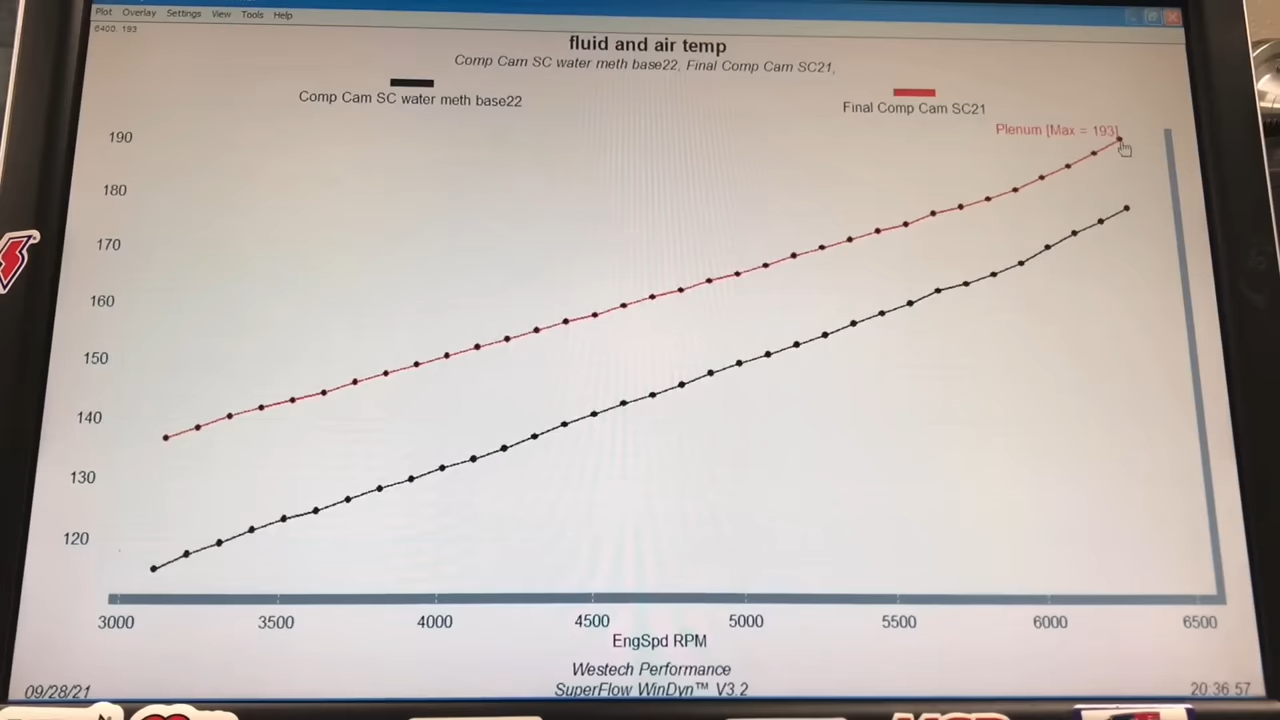 Plot Overlay Settings View Tools Help
6400, 193
fluid and air temp
Comp Cam SC water meth base22, Final Comp Cam SC21,
Comp Cam SC water meth base22
Final Comp Cam SC21
Plenum [Max = 193]
190
180
170
160
150
140
130
120
3000 3500 4000 4500 5000 5500 6000 6500
EngSpd RPM
Westech Performance
SuperFlow WinDyn™ V3.2
09/28/21
20:36 57